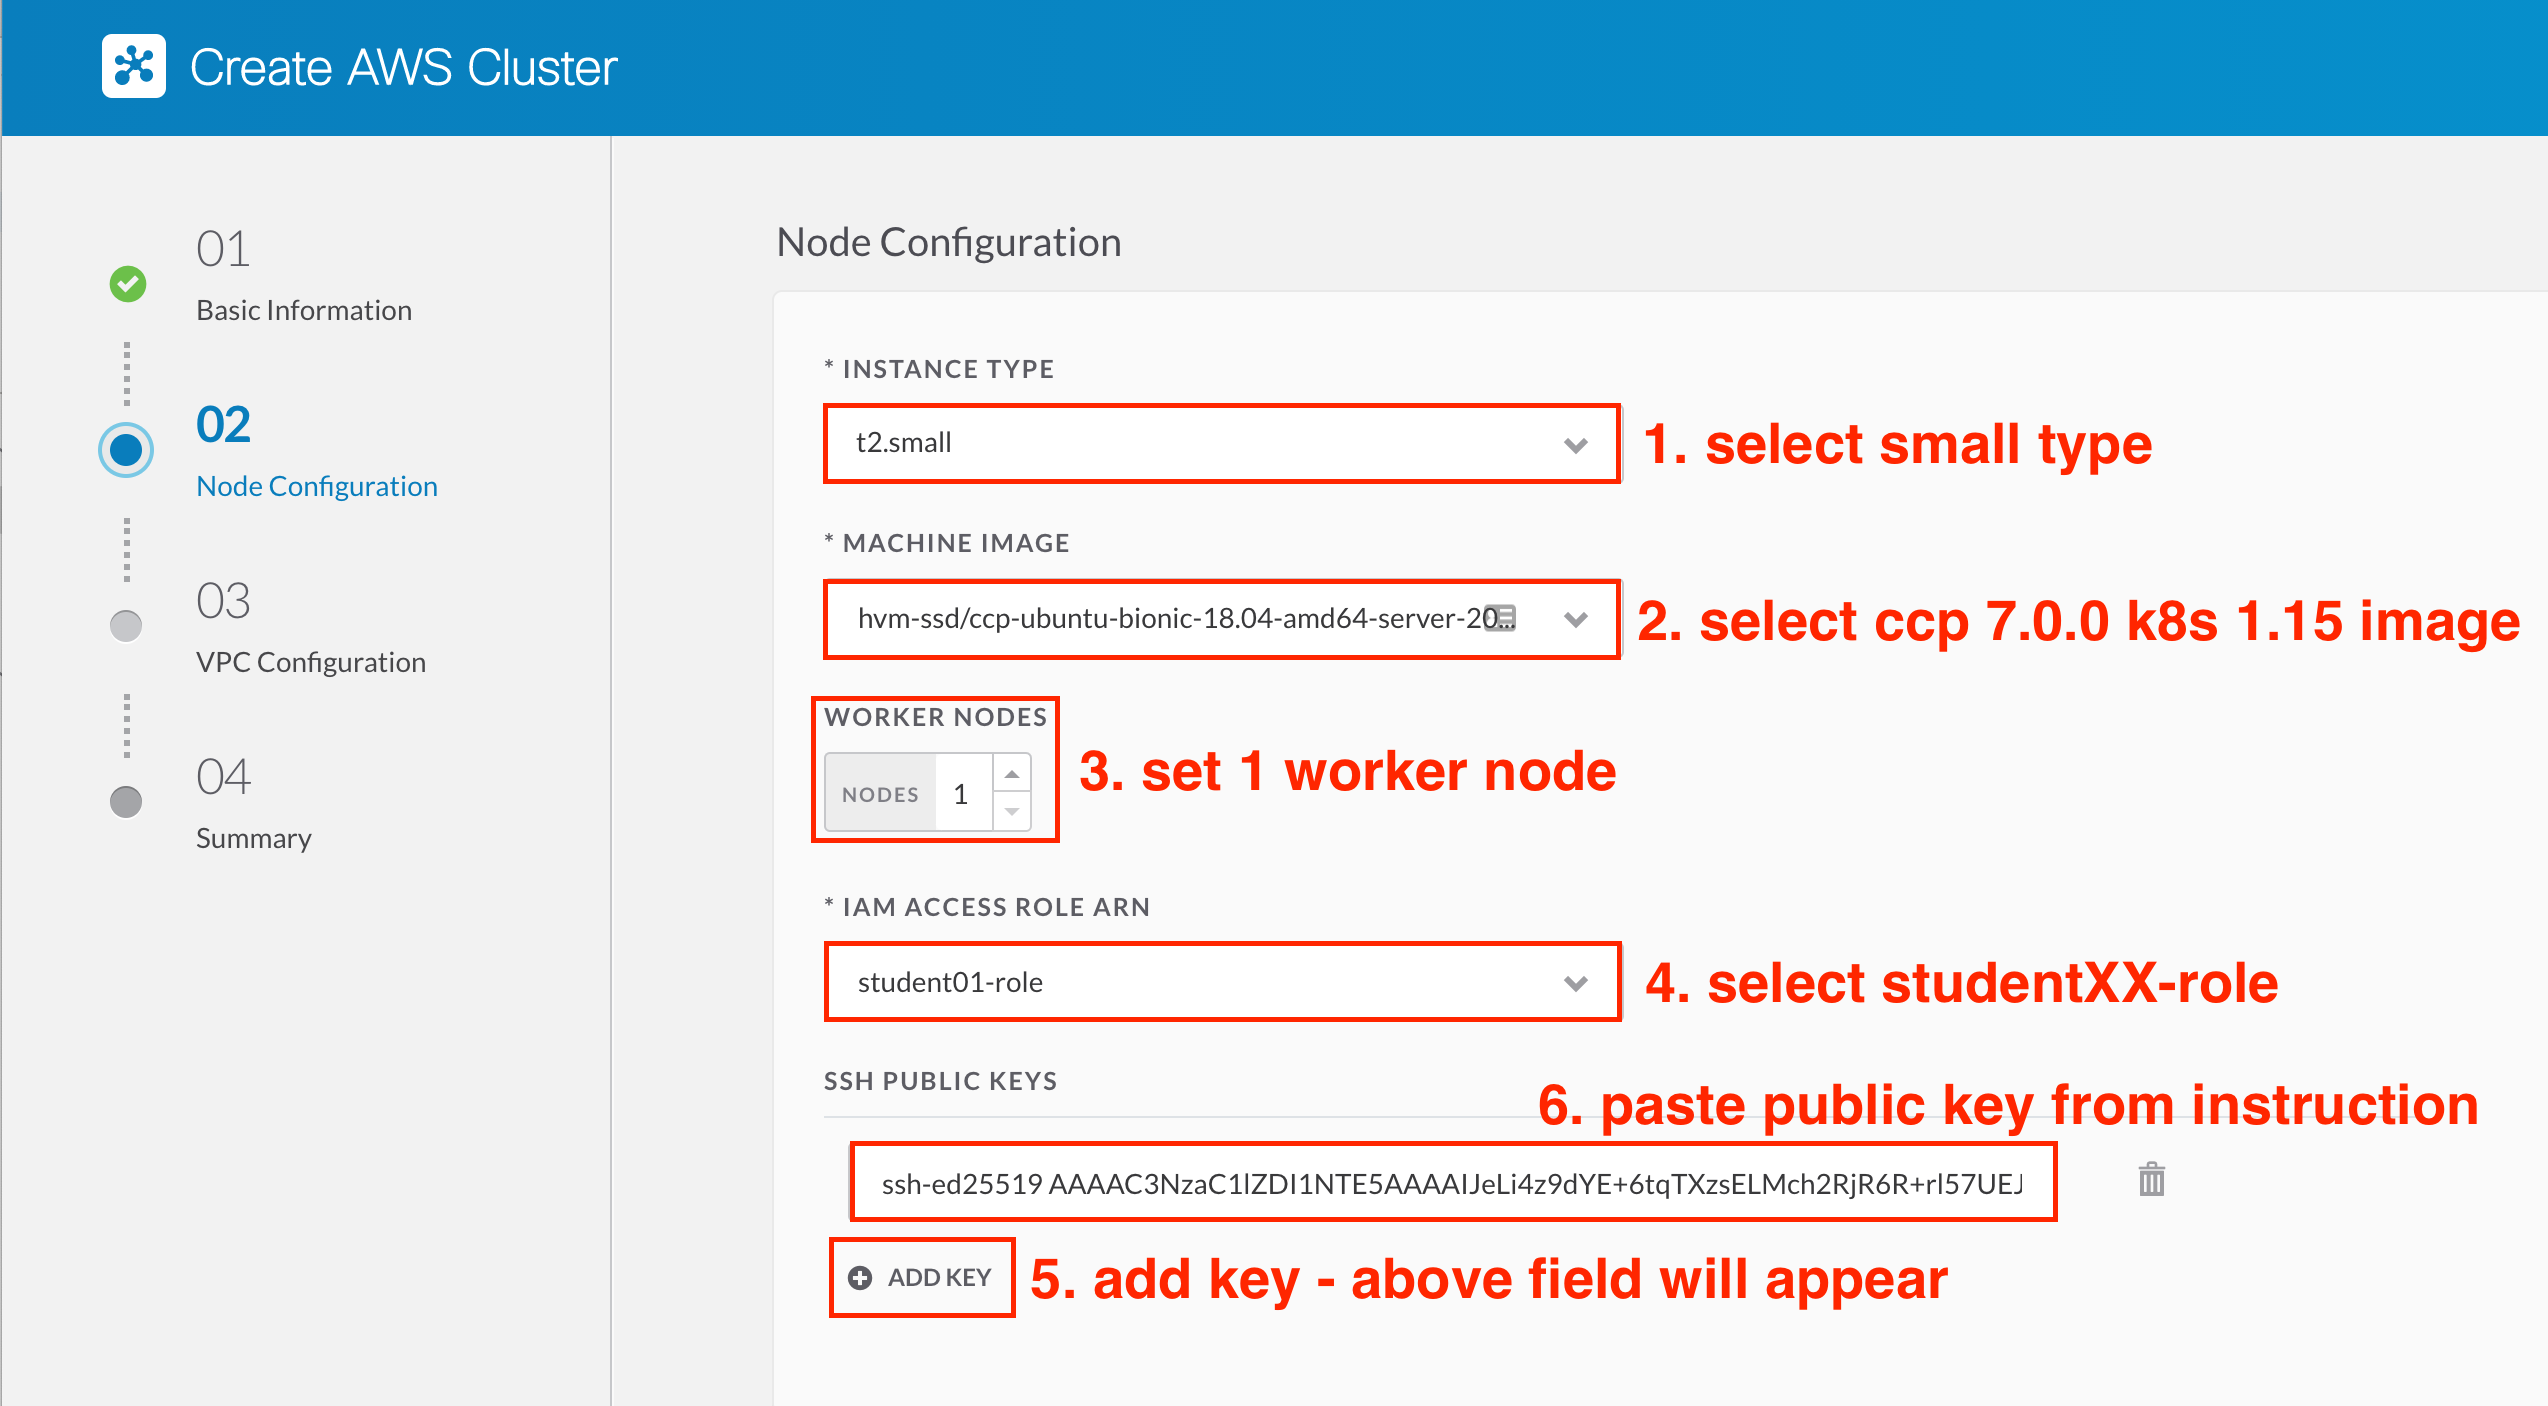 Create AWS Cluster
01
Basic Information
02
Node Configuration
03
VPC Configuration
04
Summary
Node Configuration
* INSTANCE TYPE
t2.small
1. select small type
* MACHINE IMAGE
hvm-ssd/ccp-ubuntu-bionic-18.04-amd64-server-20...
2. select ccp 7.0.0 k8s 1.15 image
WORKER NODES
NODES 1
3. set 1 worker node
* IAM ACCESS ROLE ARN
student01-role
4. select studentXX-role
SSH PUBLIC KEYS
6. paste public key from instruction
ssh-ed25519 AAAAC3NzaC1lZDI1NTE5AAAAIJeLi4z9dYE+6tqTXzsELMch2RjR6R+rl57UEJ
ADD KEY
5. add key - above field will appear